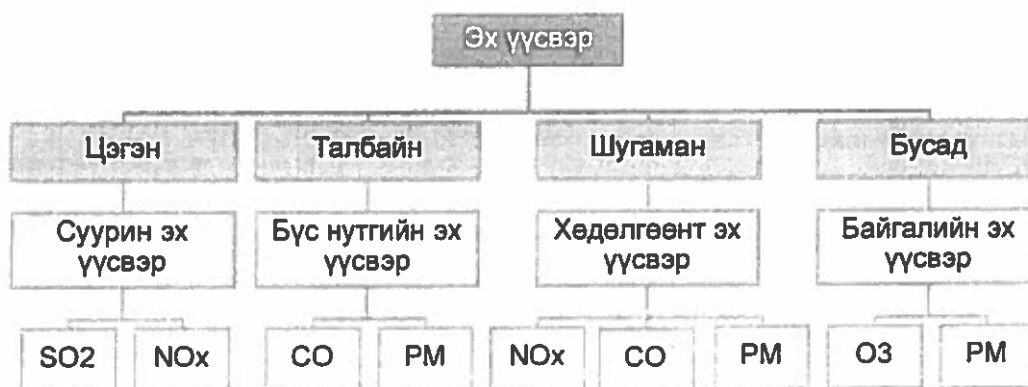 Эх үүсвэр
Цэгэн
Талбайн
Шугаман
Бусад
Суурин эх
үүсвэр
Бүс нутгийн эх
үүсвэр
Хөдөлгөөнт эх
үүсвэр
Байгалийн эх
үүсвэр
SO2
NOx
CO
PM
NOx
CO
PM
O3
PM